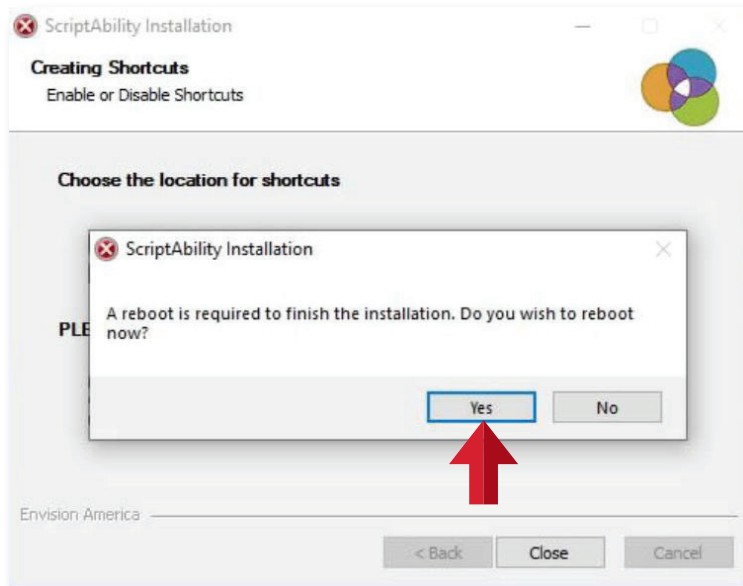 ScriptAbility Installation
Creating Shortcuts
Enable or Disable Shortcuts
Choose the location for shortcuts
ScriptAbility Installation
A reboot is required to finish the installation. Do you wish to reboot
now?
Yes No
Envision America
< Back Close Cancel